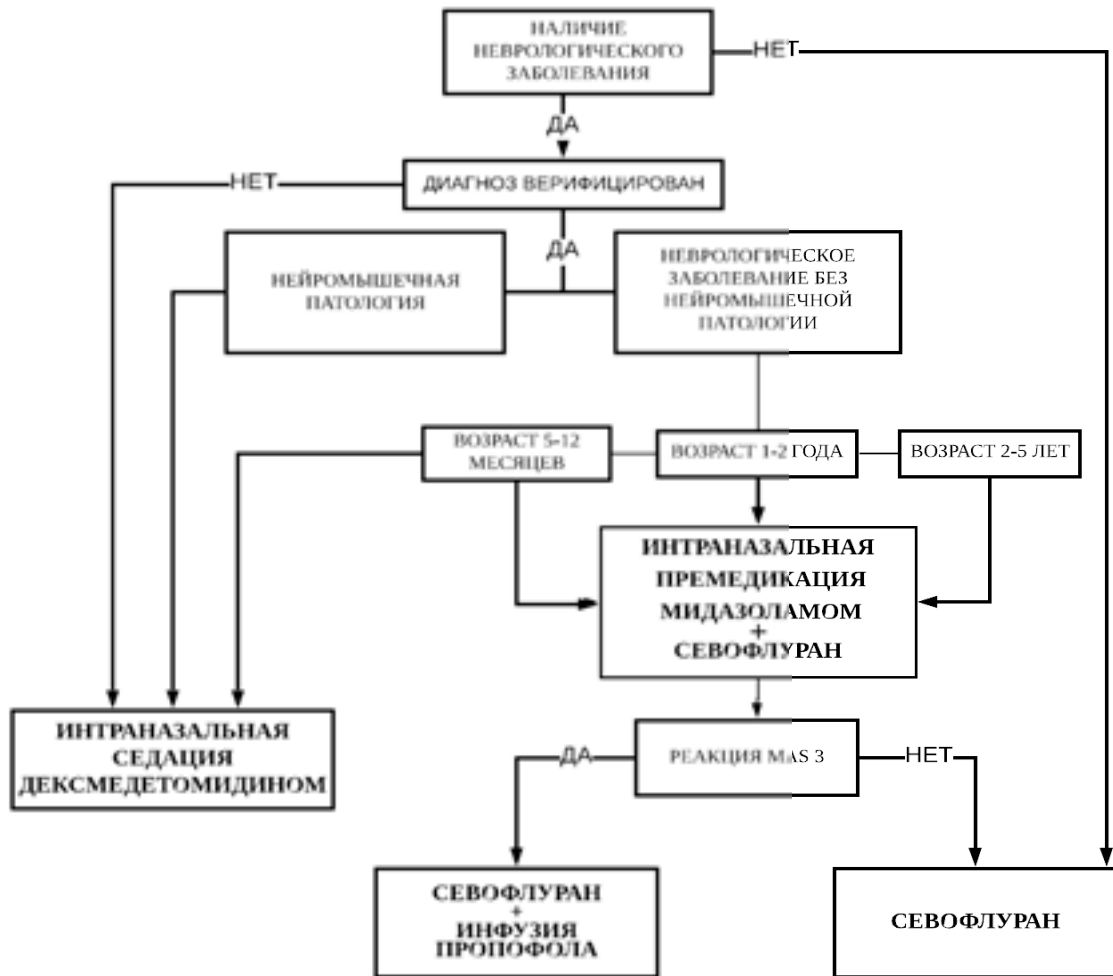 НАЛИЧИЕ
НЕВРОЛОГИЧЕСКОГО
ЗАБОЛЕВАНИЯ
НЕТ
ДА
НЕТ
ДИАГНОЗ ВЕРИФИЦИРОВАН
ДА
НЕЙРОМЫШЕЧНАЯ
ПАТОЛОГИЯ
НЕВРОЛОГИЧЕСКОЕ
ЗАБОЛЕВАНИЕ БЕЗ
НЕЙРОМЫШЕЧНОЙ
ПАТОЛОГИИ
ВОЗРАСТ 5-12
МЕСЯЦЕВ
ВОЗРАСТ 1-2 ГОДА
ВОЗРАСТ 2-5 ЛЕТ
ИНТРАНАЗАЛЬНАЯ
ПРЕМЕДИКАЦИЯ
МИДАЗОЛАМОМ
+
СЕВОФЛУРАН
ИНТРАНАЗАЛЬНАЯ
СЕДАЦИЯ
ДЕКСМЕДЕТОМИДИНОМ
ДА
РЕАКЦИЯ MAS 3
НЕТ
СЕВОФЛУРАН
+
ИНФУЗИЯ
ПРОПОФОЛА
СЕВОФЛУРАН